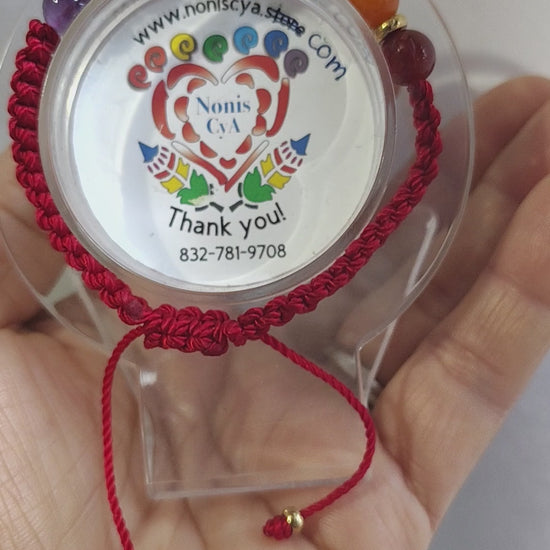 www.noniscya.store com
Nonis
CyA
Thank you!
832-781-9708